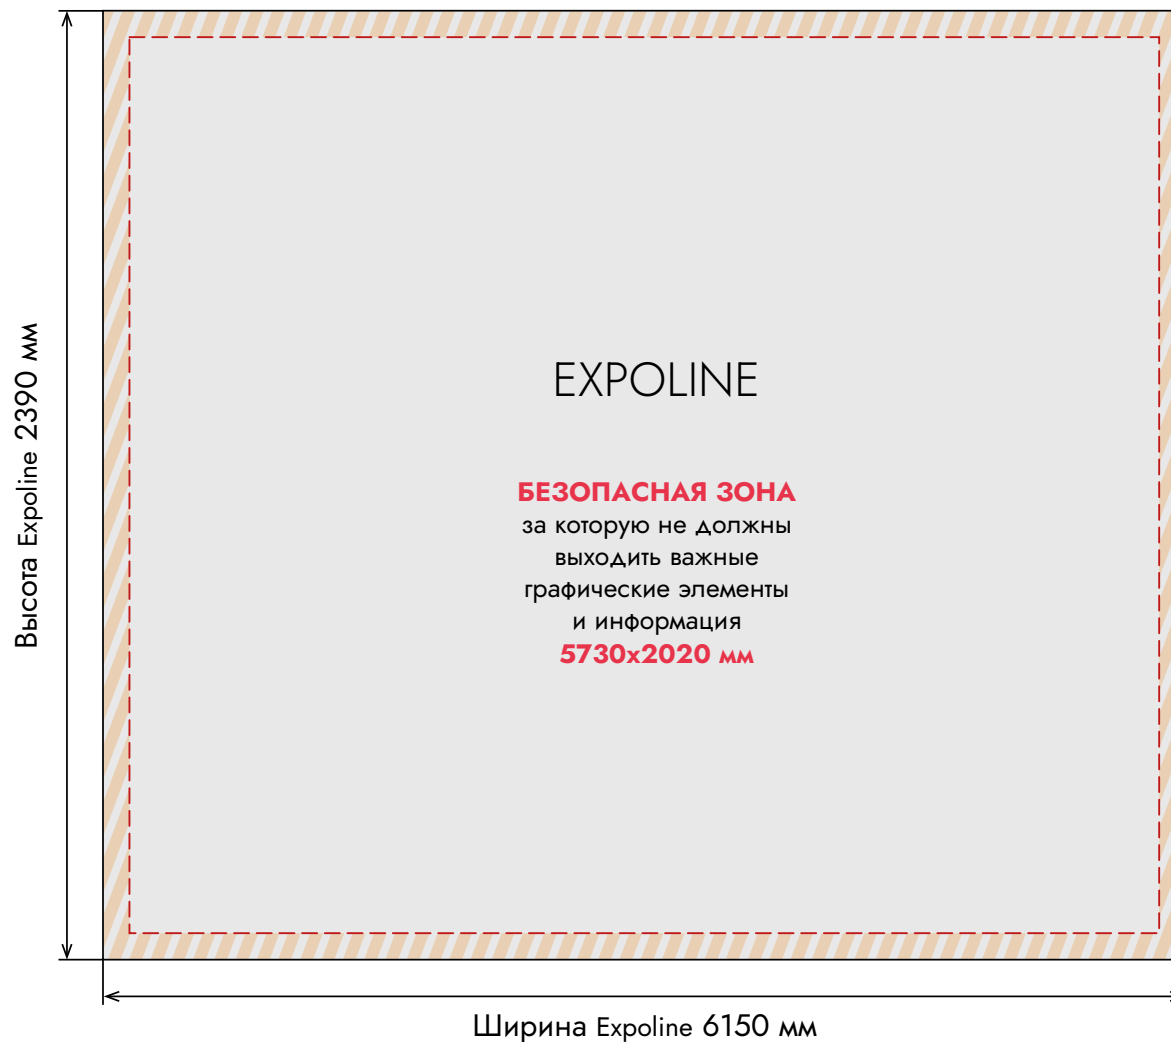 Высота Expoline 2390 мм
EXPOLINE
БЕЗОПАСНАЯ ЗОНА
за которую не должны
выходить важные
графические элементы
и информация
5730x2020 мм
Ширина Expoline 6150 мм